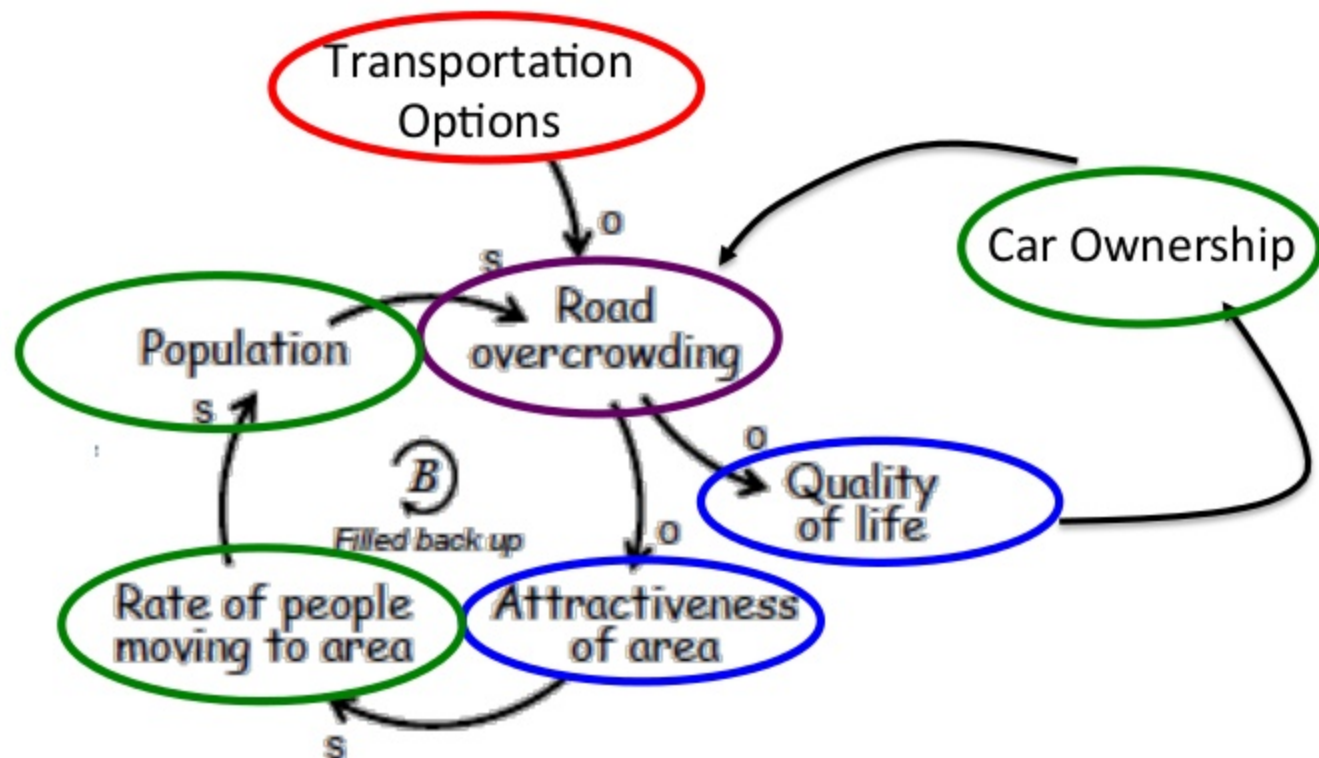 Transportation
Options
o
s
Car Ownership
Road
overcrowding
Population
s
o
B
Quality
of life
Filled back up
o
Rate of people
moving to area
Attractiveness
of area
s